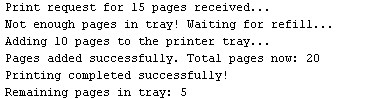 Print request for 15 pages received...
Not enough pages in tray! Waiting for refill...
Adding 10 pages to the printer tray...
Pages added successfully. Total pages now: 20
Printing completed successfully!
Remaining pages in tray: 5